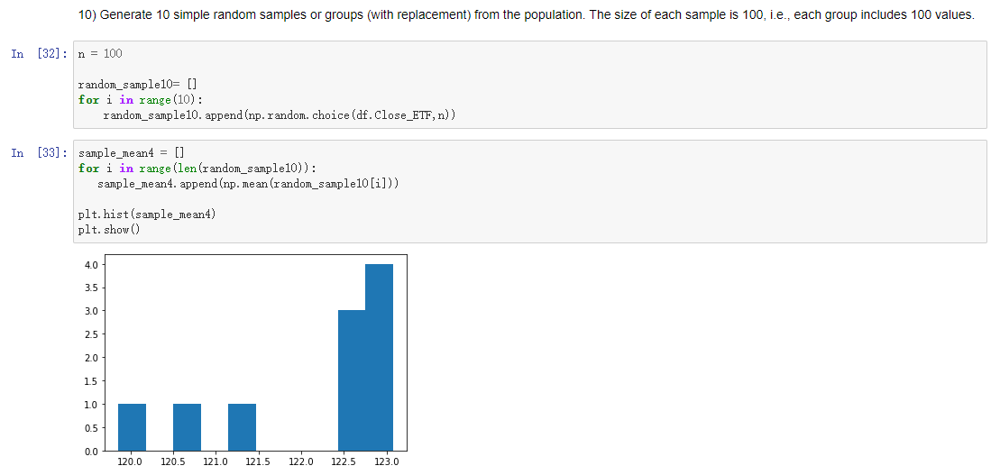 10) Generate 10 simple random samples or groups (with replacement) from the population. The size of each sample is 100, i.e., each group includes 100 values.
In [32]: n = 100
random_sample10= []
for i in range(10):
    random_sample10.append(np.random.choice(df.Close_ETF,n))
In [33]: sample_mean4 = []
for i in range(len(random_sample10)):
   sample_mean4.append(np.mean(random_sample10[i]))
plt.hist(sample_mean4)
plt.show()
4.0
3.5
3.0
2.5
2.0
1.5
1.0
0.5
0.0
120.0 120.5 121.0 121.5 122.0 122.5 123.0